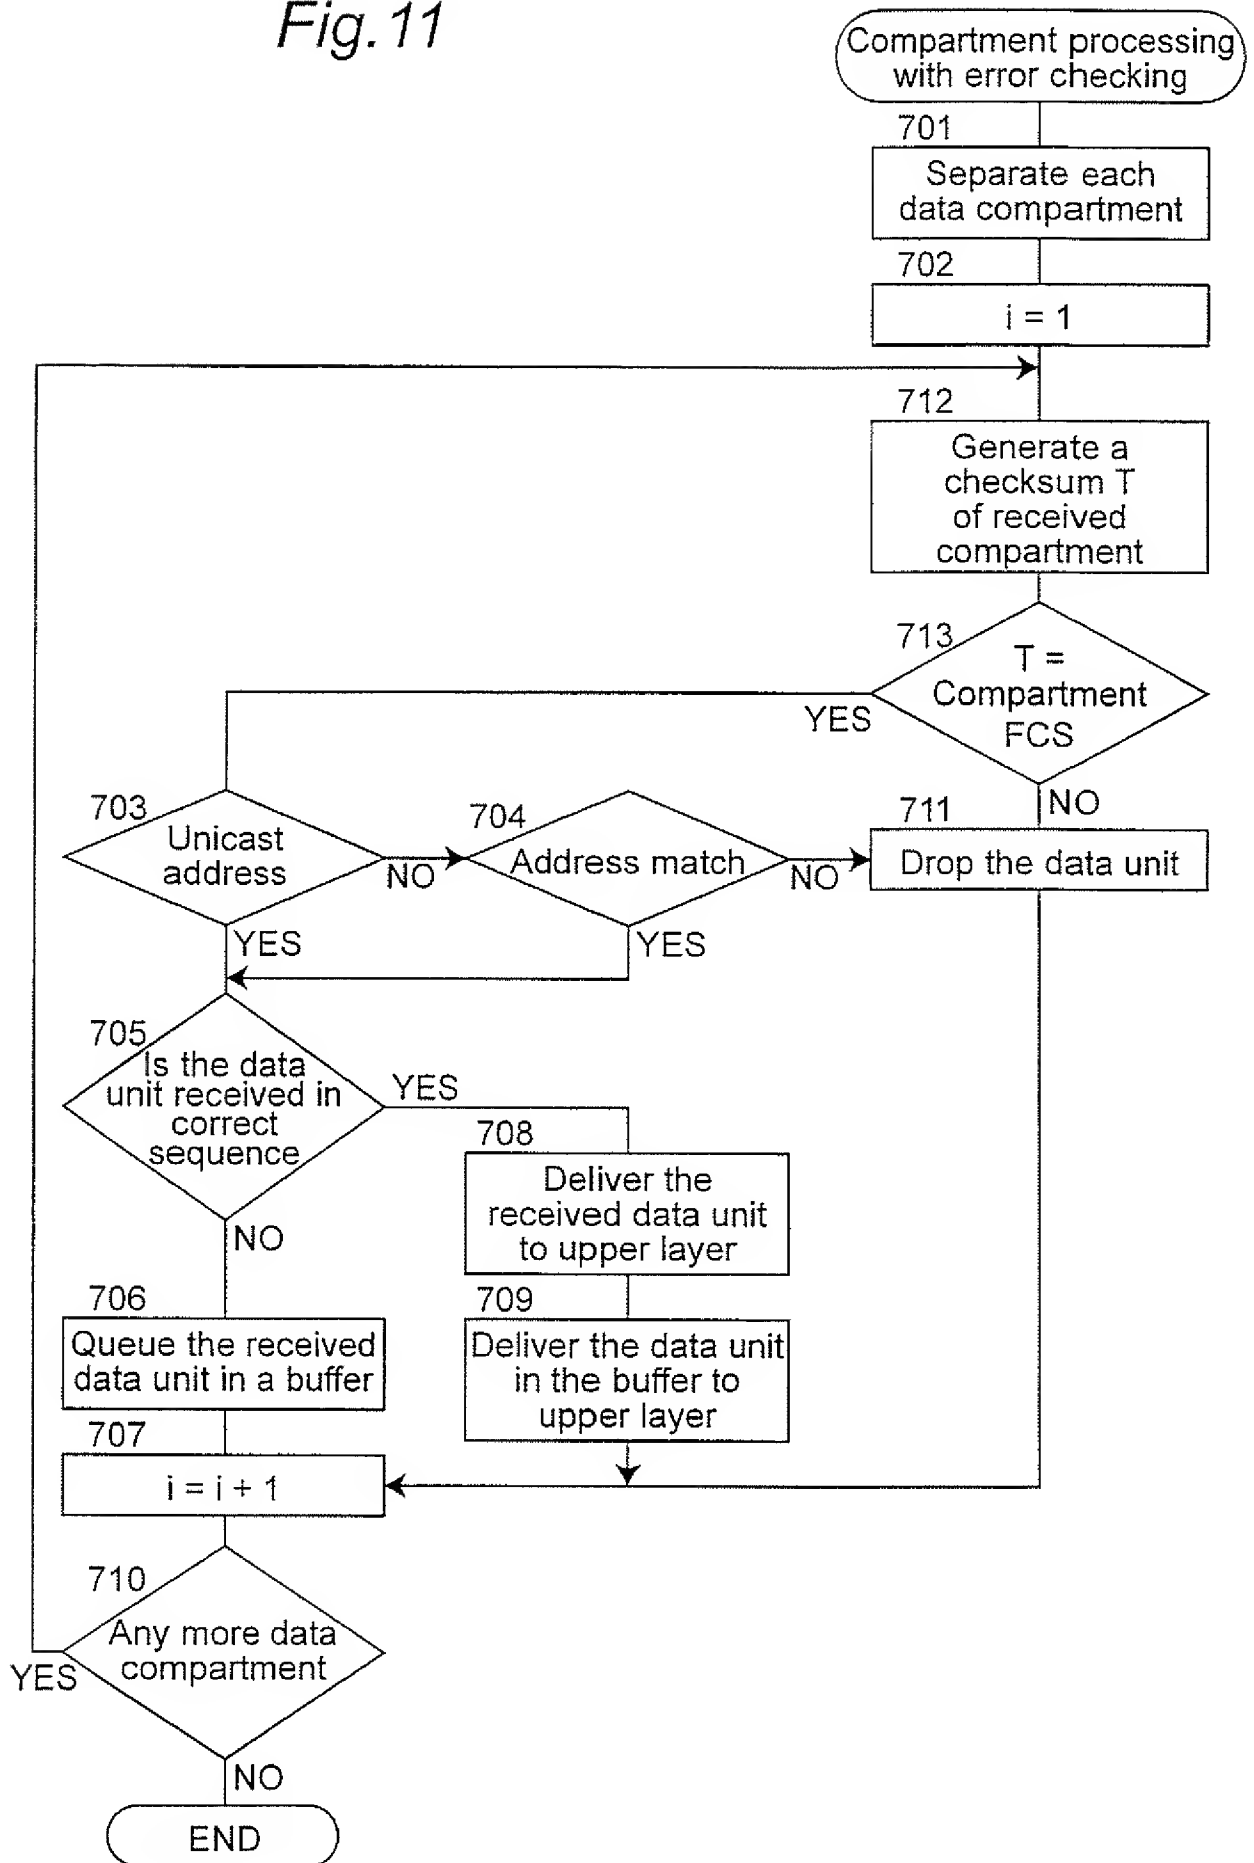 Fig.11
Compartment processing
with error checking
701
Separate each
data compartment
702
i = 1
712
Generate a
checksum T
of received
compartment
713
T =
Compartment
FCS
YES
NO
703
Unicast
address
NO
YES
704
Address match
NO
YES
711
Drop the data unit
705
Is the data
unit received in
correct
sequence
YES
NO
708
Deliver the
received data unit
to upper layer
706
Queue the received
data unit in a buffer
709
Deliver the data unit
in the buffer to
upper layer
707
i = i + 1
710
Any more data
compartment
YES
NO
END